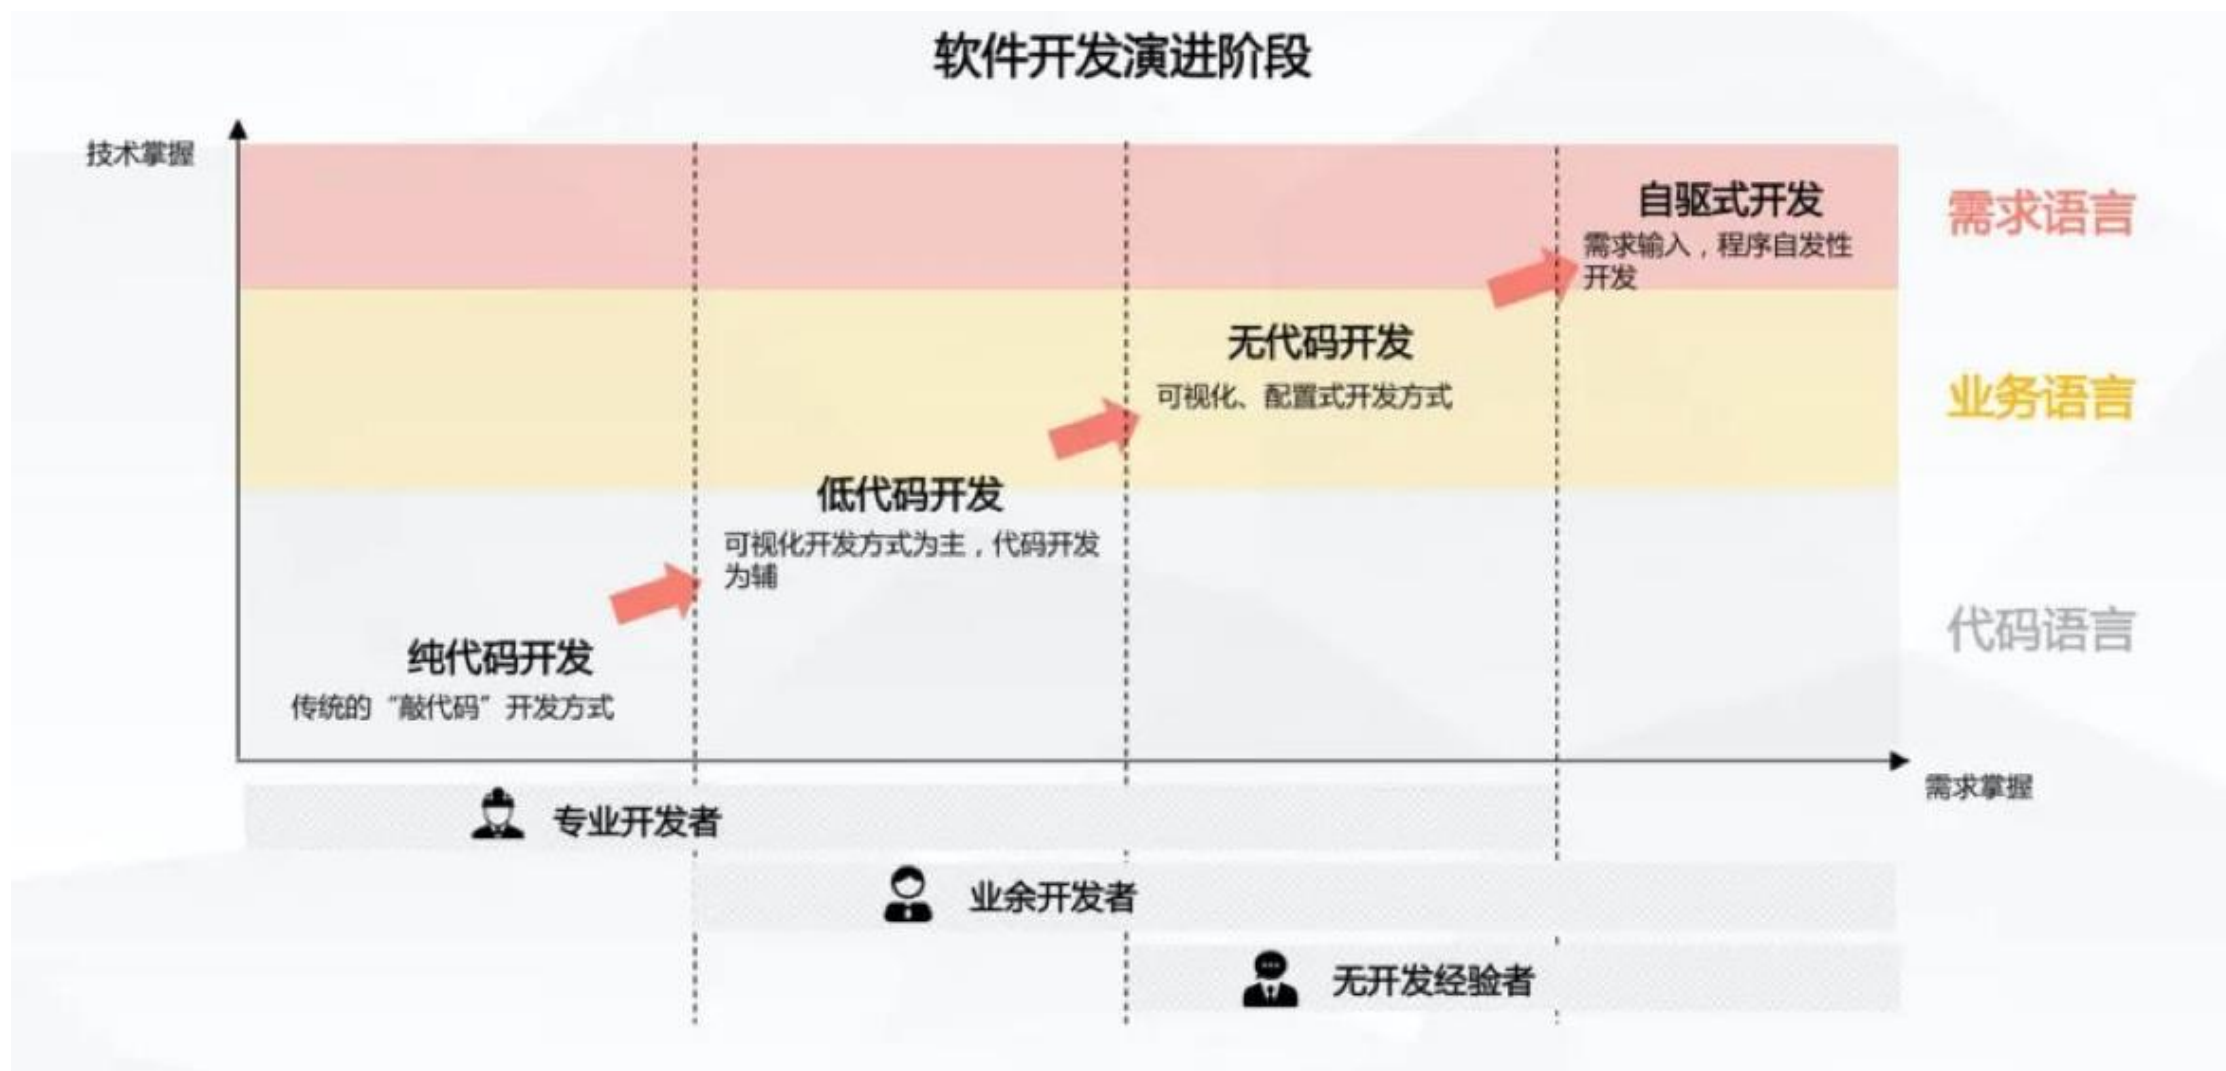 软件开发演进阶段
技术掌握
自驱式开发
需求输入，程序自发性
开发
需求语言
无代码开发
可视化、配置式开发方式
业务语言
低代码开发
可视化开发方式为主，代码开发
为辅
代码语言
纯代码开发
传统的“敲代码”开发方式
需求掌握
专业开发者
业余开发者
无开发经验者